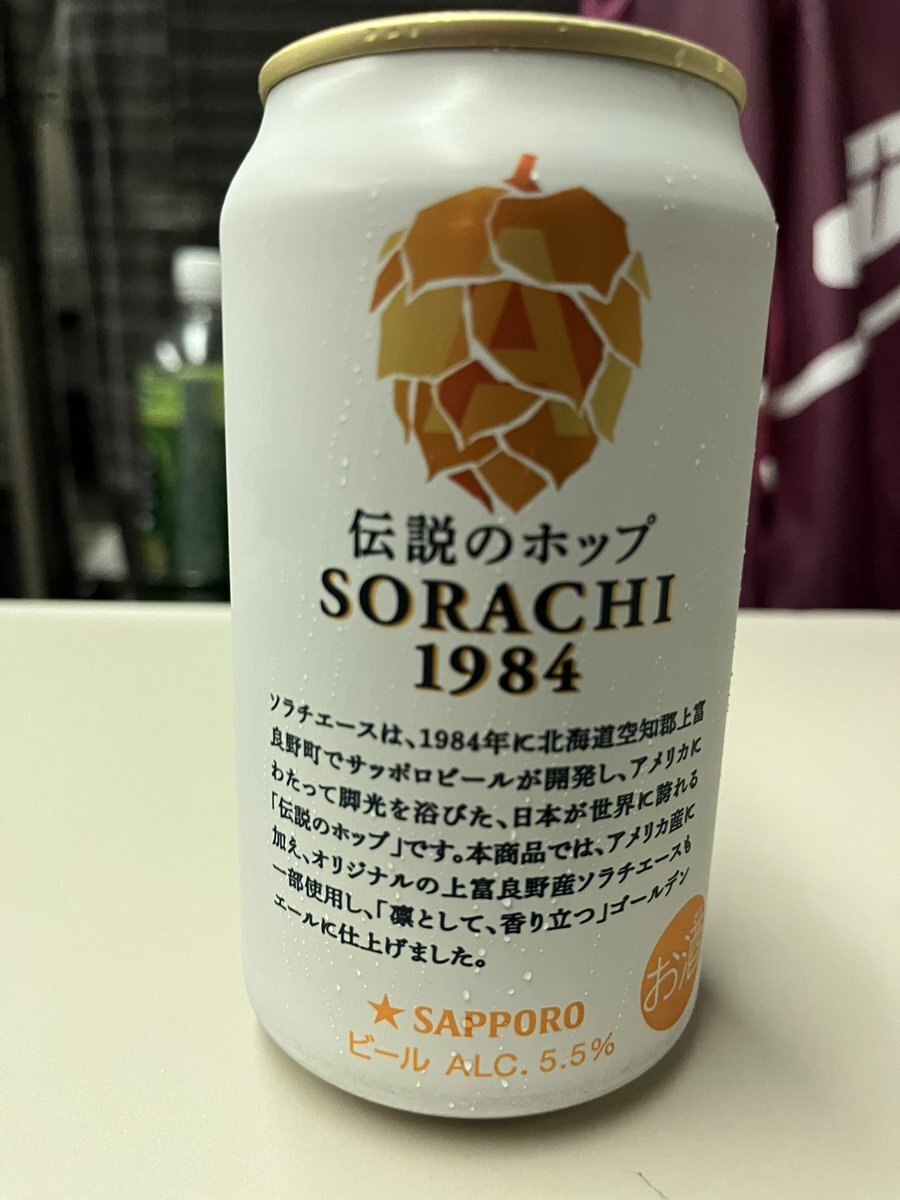 伝説のホップ
SORACHI
1984
ソラチエースは、1984年に北海道空知郡上富
良野町でサッポロビールが開発し、アメリカに
わたって脚光を浴びた、日本が世界に誇れる
「伝説のホップ」です。本商品では、アメリカ産に
加え、オリジナルの上富良野産ソラチエースも
一部使用し、「凛として、香り立つ」ゴールデン
エールに仕上げました。
お酒
★ SAPPORO
ビール ALC. 5.5%